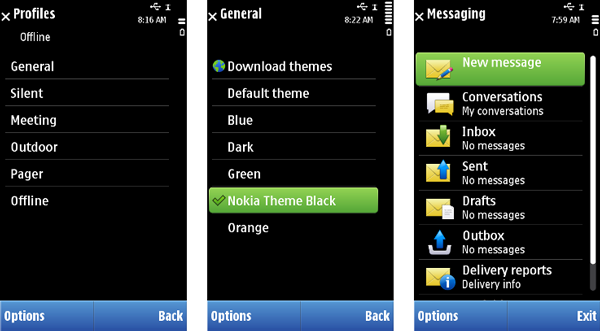 Profiles
8:16 AM
Offline
General
Silent
Meeting
Outdoor
Pager
Offline
Options
Back
General
8:22 AM
Download themes
Default theme
Blue
Dark
Green
Nokia Theme Black
Orange
Options
Back
Messaging
7:59 AM
New message
Conversations
My conversations
Inbox
No messages
Sent
No messages
Drafts
No messages
Outbox
No messages
Delivery reports
Delivery info
Options
Exit